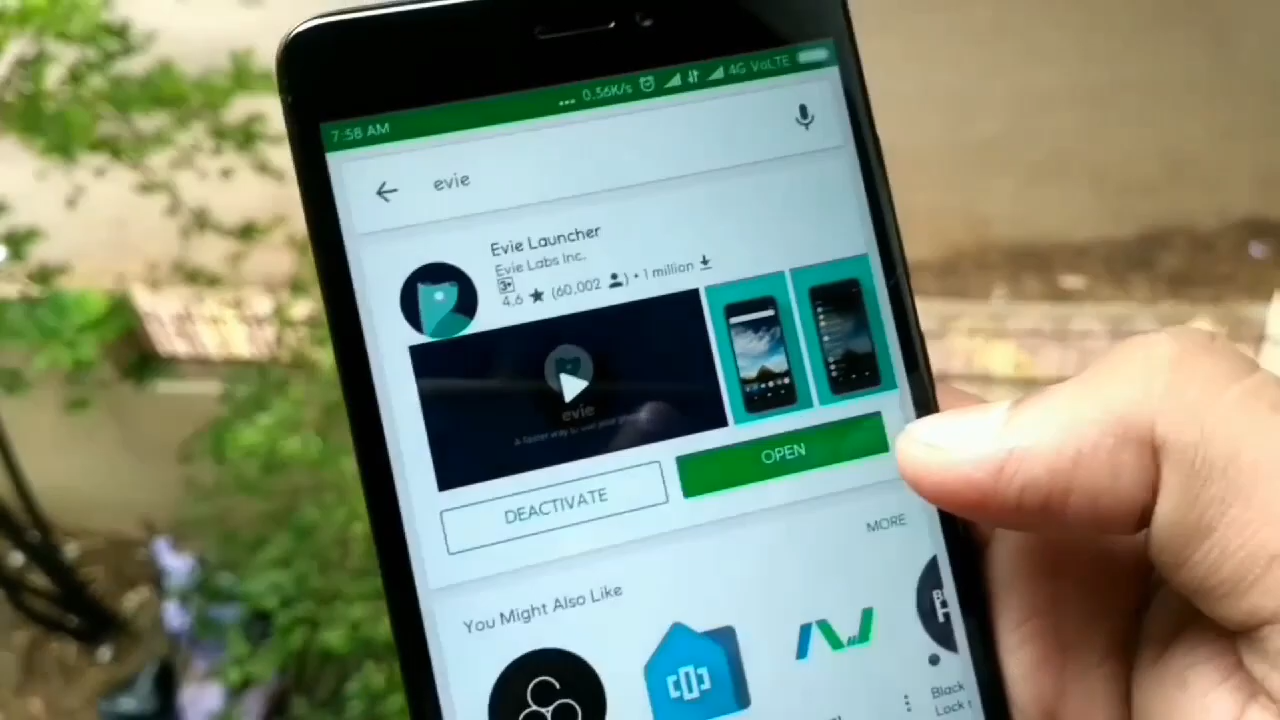 7:58 AM ... 0.56K/s 4G VoLTE
evie
Evie Launcher
Evie Labs Inc.
3+
4.6 ★ (60,002) • 1 million
evie
A faster way to use your phone
DEACTIVATE
OPEN
MORE
You Might Also Like
Black
Lock